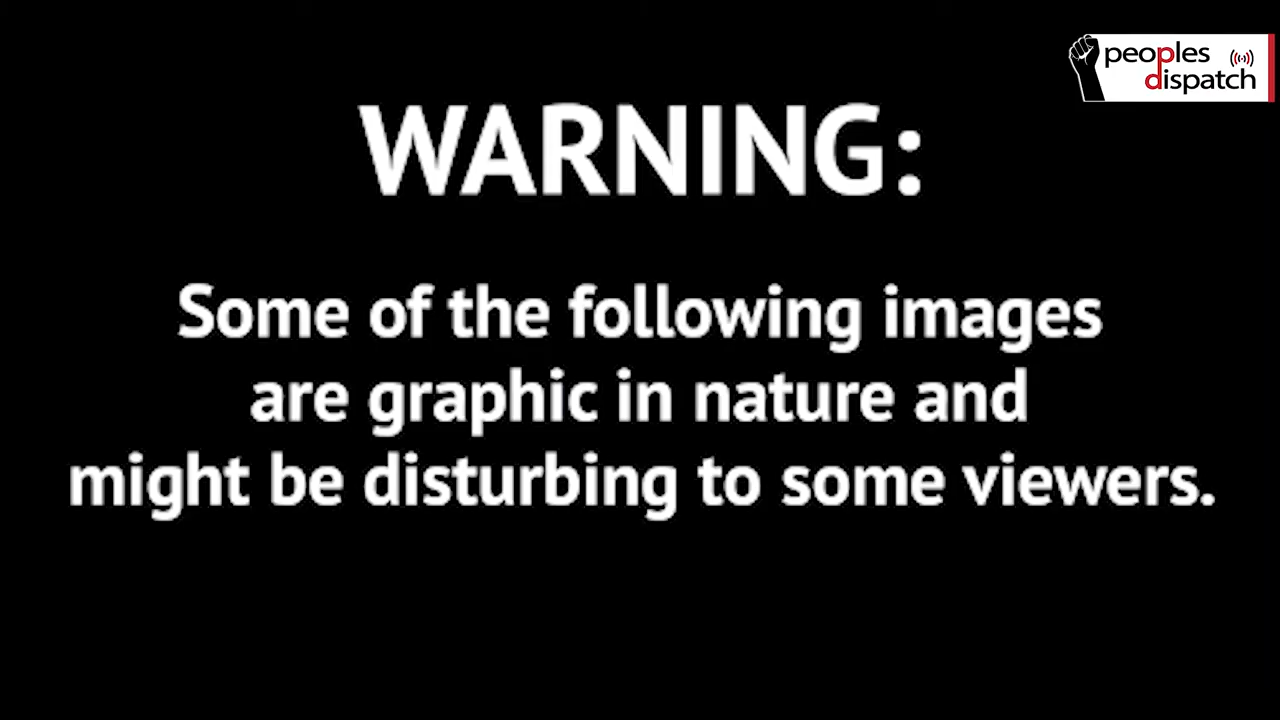 peoples
dispatch
WARNING:
Some of the following images
are graphic in nature and
might be disturbing to some viewers.